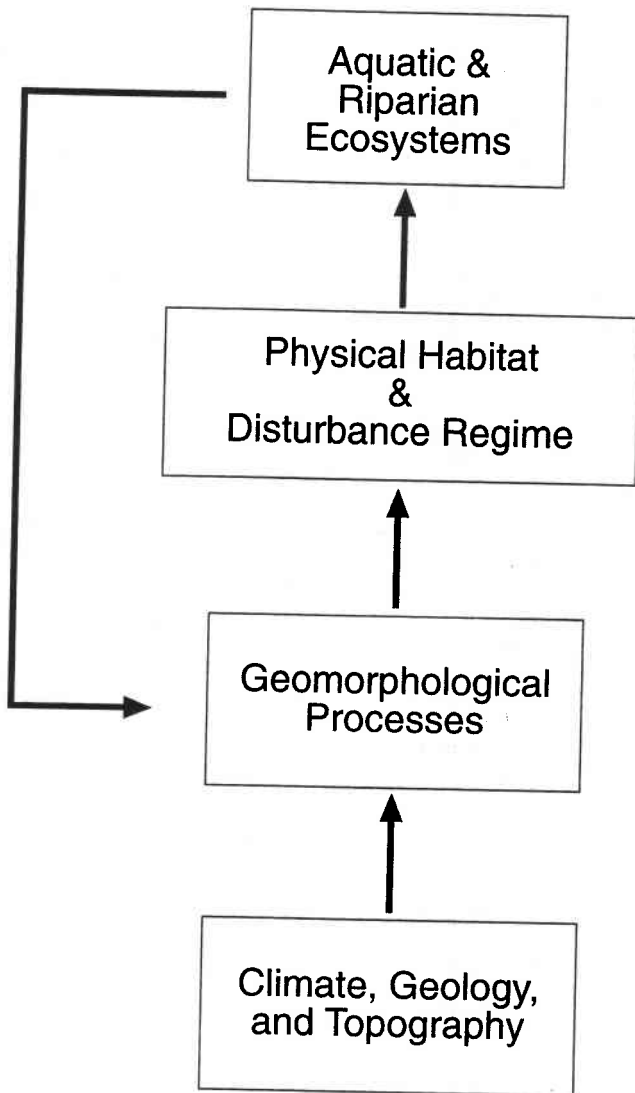 Aquatic &
Riparian
Ecosystems
Physical Habitat
&
Disturbance Regime
Geomorphological
Processes
Climate, Geology,
and Topography